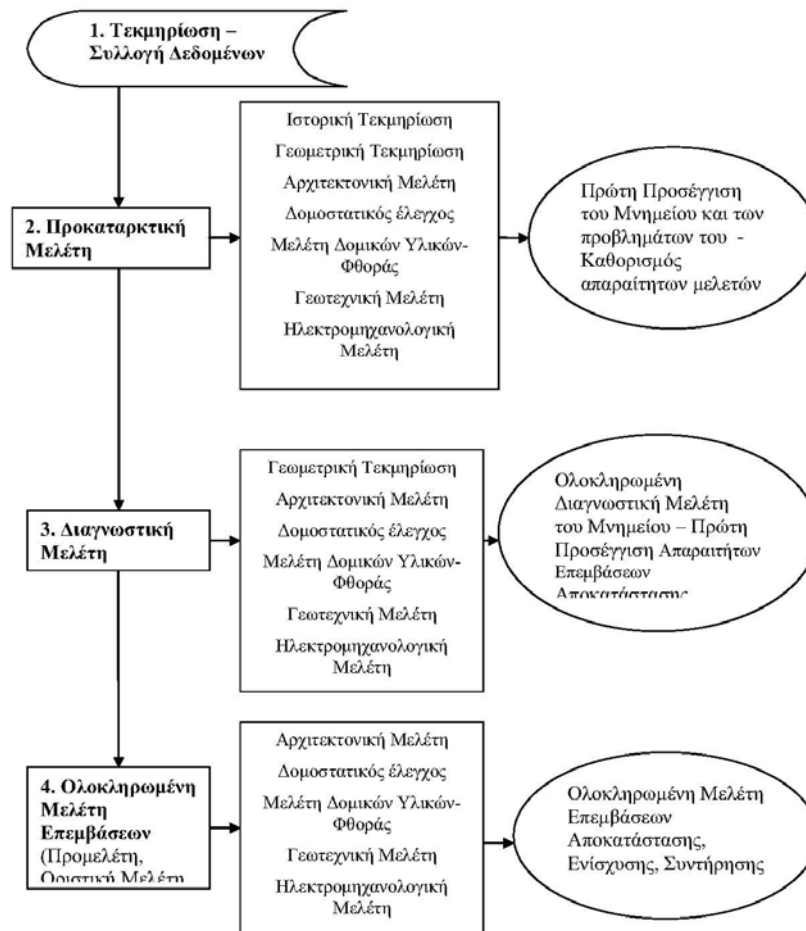 1. Τεκμηρίωση –
Συλλογή Δεδομένων
2. Προκαταρκτική
Μελέτη
Ιστορική Τεκμηρίωση
Γεωμετρική Τεκμηρίωση
Αρχιτεκτονική Μελέτη
Δομοστατικός έλεγχος
Μελέτη Δομικών Υλικών-
Φθοράς
Γεωτεχνική Μελέτη
Ηλεκτρομηχανολογική
Μελέτη
Πρώτη Προσέγγιση
του Μνημείου και των
προβλημάτων του -
Καθορισμός
απαραίτητων μελετών
3. Διαγνωστική
Μελέτη
Γεωμετρική Τεκμηρίωση
Αρχιτεκτονική Μελέτη
Δομοστατικός έλεγχος
Μελέτη Δομικών Υλικών-
Φθοράς
Γεωτεχνική Μελέτη
Ηλεκτρομηχανολογική
Μελέτη
Ολοκληρωμένη
Διαγνωστική Μελέτη
του Μνημείου – Πρώτη
Προσέγγιση Απαραιτήτων
Επεμβάσεων
Αποκατάστασης
4. Ολοκληρωμένη
Μελέτη
Επεμβάσεων
(Προμελέτη,
Οριστική Μελέτη
Αρχιτεκτονική Μελέτη
Δομοστατικός έλεγχος
Μελέτη Δομικών Υλικών-
Φθοράς
Γεωτεχνική Μελέτη
Ηλεκτρομηχανολογική
Μελέτη
Ολοκληρωμένη Μελέτη
Επεμβάσεων
Αποκατάστασης,
Ενίσχυσης, Συντήρησης